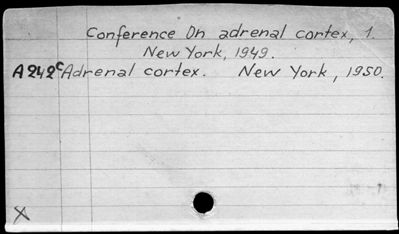 Conference On adrenal cortex, 1.
New York, 1949.
A242c Adrenal cortex. New York, 1950.
X